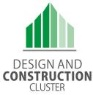 DESIGN AND
CONSTRUCTION
CLUSTER